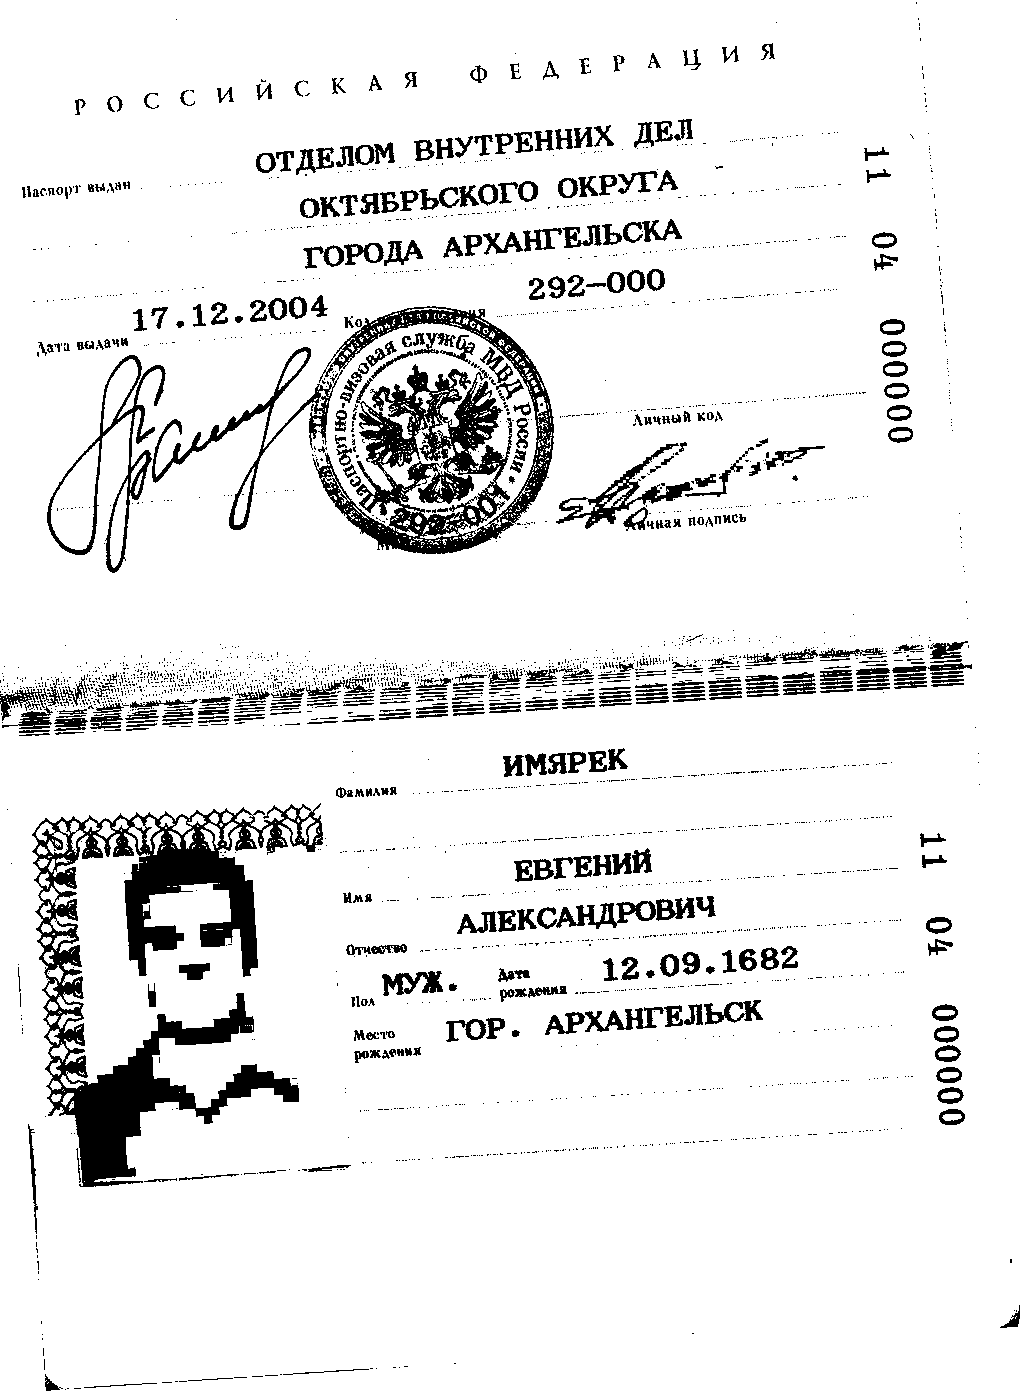 РОССИЙСКАЯ ФЕДЕРАЦИЯ
Паспорт выдан ОТДЕЛОМ ВНУТРЕННИХ ДЕЛ
ОКТЯБРЬСКОГО ОКРУГА
ГОРОДА АРХАНГЕЛЬСКА
Дата выдачи 17.12.2004 Код 292-000
11 04 000000
Паспортно-визовая служба МВД России *
292-001
Личный код
Личная подпись
Фамилия ИМЯРЕК
Имя ЕВГЕНИЙ
Отчество АЛЕКСАНДРОВИЧ
Пол МУЖ. Дата рождения 12.09.1682
Место рождения ГОР. АРХАНГЕЛЬСК
11 04 000000